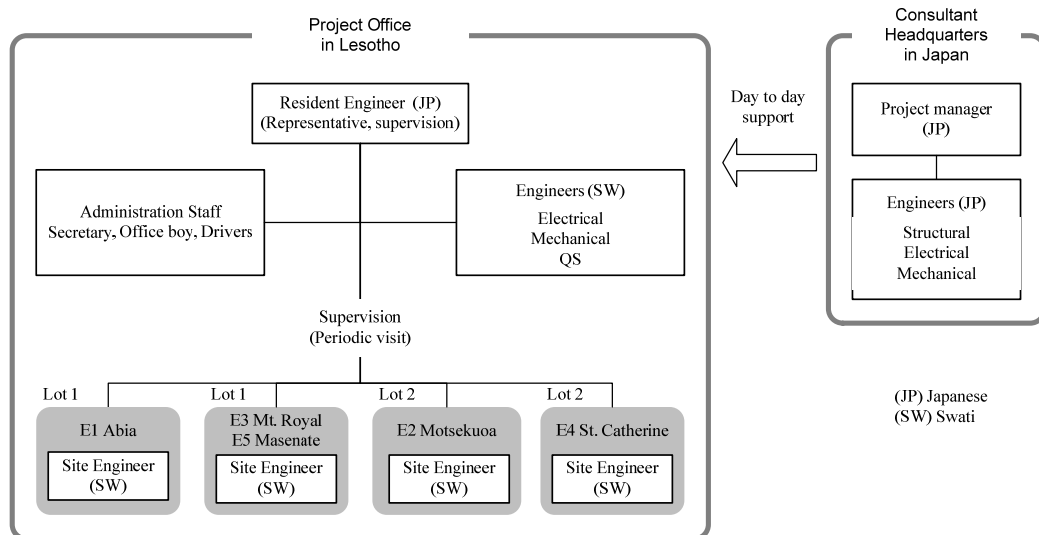 Project Office
in Lesotho
Consultant
Headquarters
in Japan
Resident Engineer (JP)
(Representative, supervision)
Day to day
support
Project manager
(JP)
Administration Staff
Secretary, Office boy, Drivers
Engineers (SW)
Electrical
Mechanical
QS
Engineers (JP)
Structural
Electrical
Mechanical
Supervision
(Periodic visit)
Lot 1
E1 Abia
Site Engineer
(SW)
Lot 1
E3 Mt. Royal
E5 Masenate
Site Engineer
(SW)
Lot 2
E2 Motsekuoa
Site Engineer
(SW)
Lot 2
E4 St. Catherine
Site Engineer
(SW)
(JP) Japanese
(SW) Swati